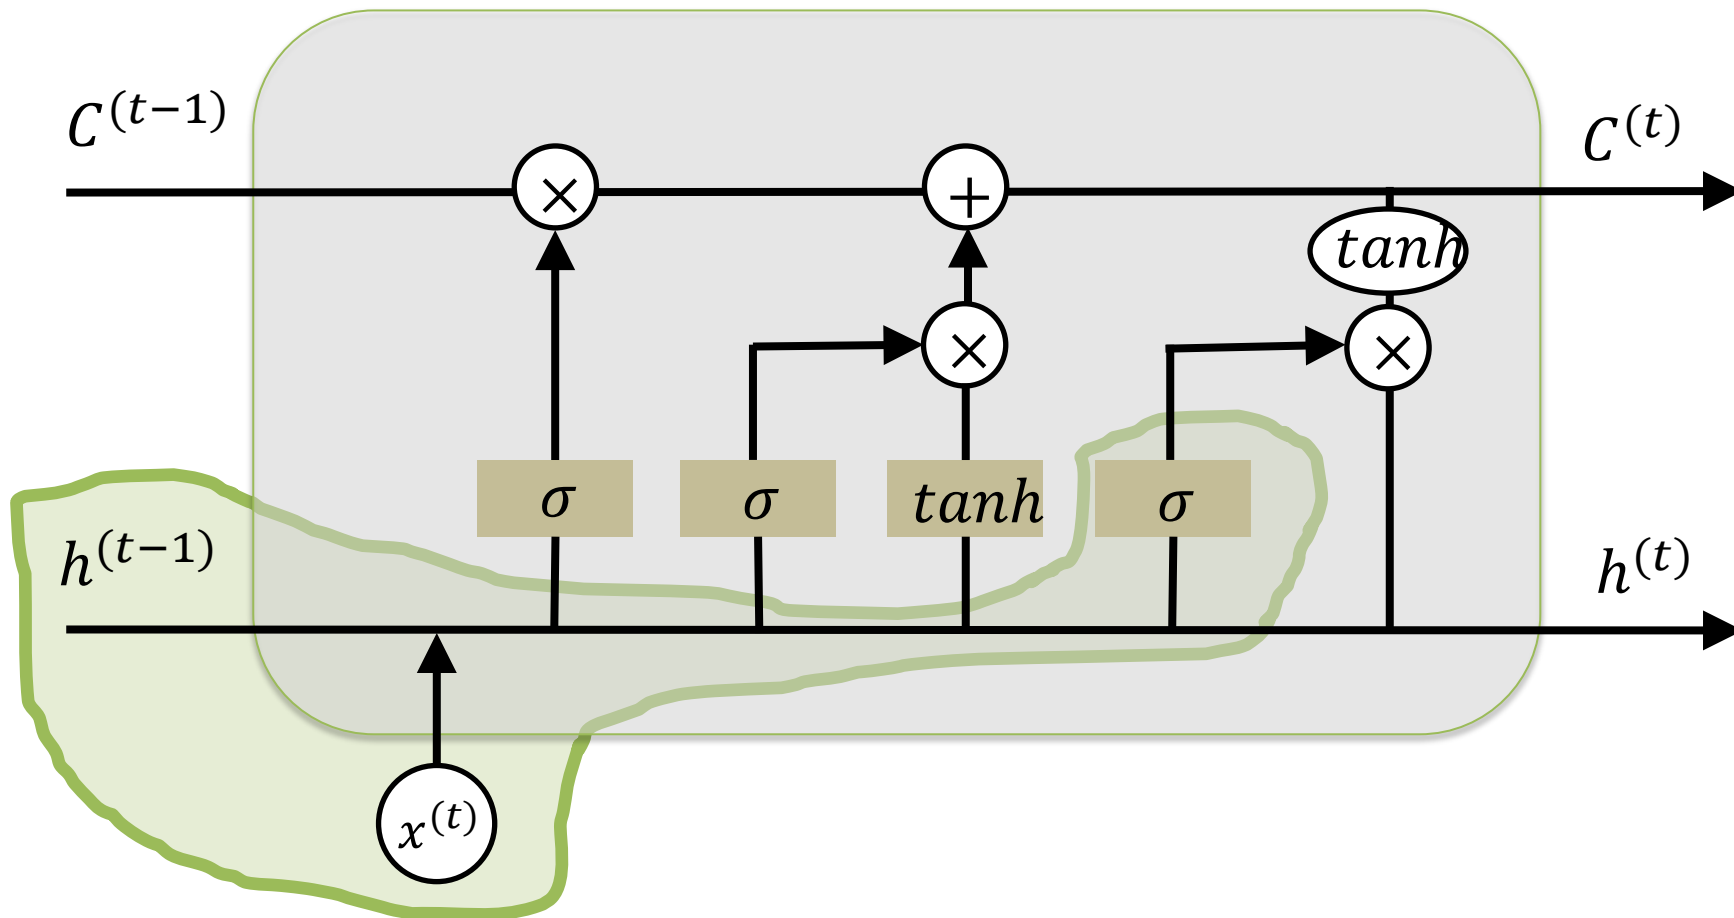 C^(t−1)
C^(t)
×
+
tanh
×
×
σ
σ
tanh
σ
h^(t−1)
h^(t)
x^(t)